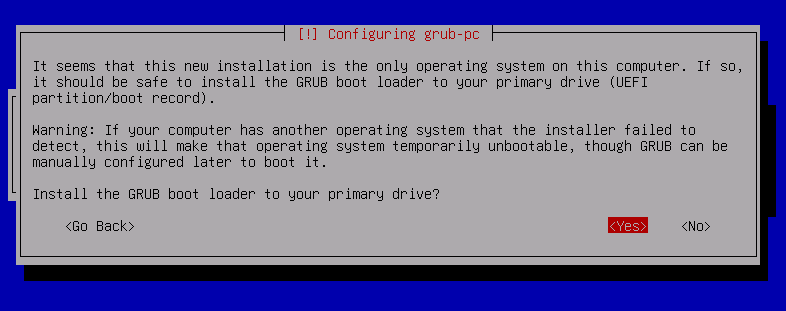 [!] Configuring grub-pc
It seems that this new installation is the only operating system on this computer. If so,
it should be safe to install the GRUB boot loader to your primary drive (UEFI
partition/boot record).
Warning: If your computer has another operating system that the installer failed to
detect, this will make that operating system temporarily unbootable, though GRUB can be
manually configured later to boot it.
Install the GRUB boot loader to your primary drive?
<Go Back> <Yes> <No>